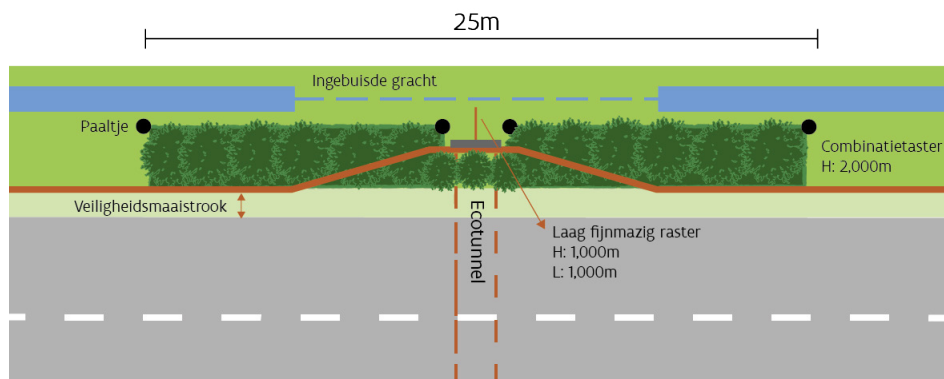 25m
Ingebuisde gracht
Paaltje
Combinatietaster
H: 2,000m
Veiligheidsmaaistrook
Ecotunnel
Laag fijnmazig raster
H: 1,000m
L: 1,000m